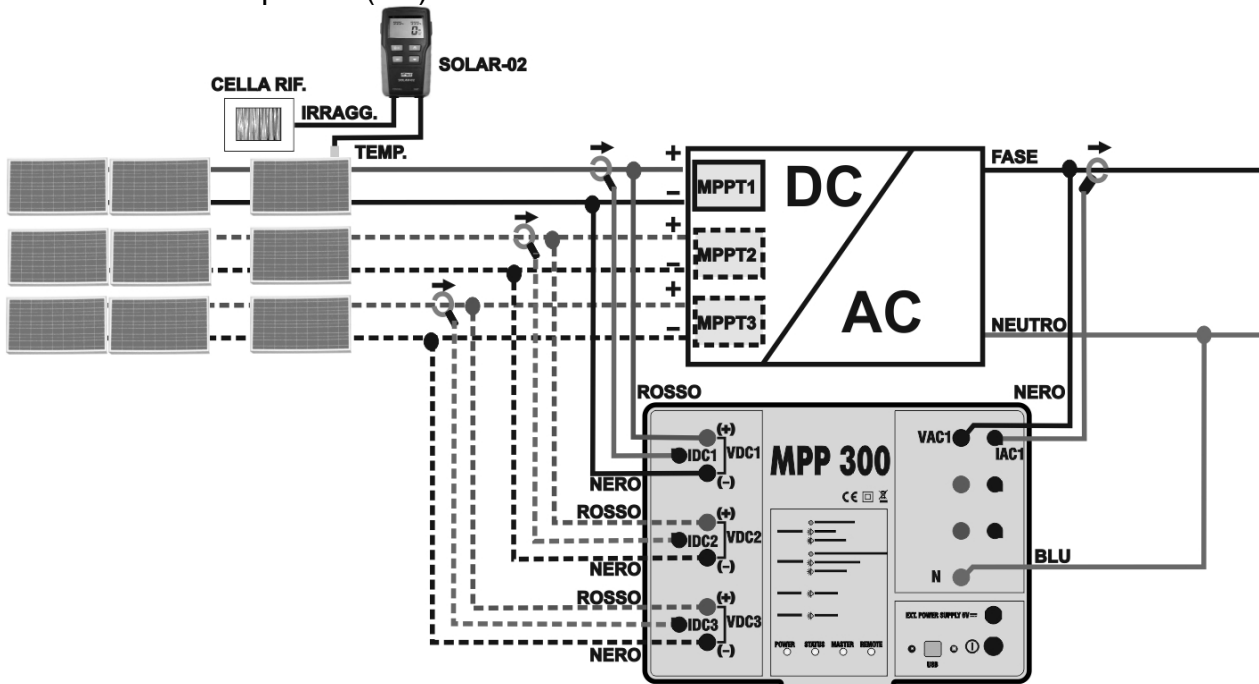 SOLAR-02
CELLA RIF.
IRRAGG.
TEMP.
+
FASE
MPPT1
DC
−
+
MPPT2
−
+
AC
MPPT3
NEUTRO
−
ROSSO
NERO
(+)
VAC1
IAC1
IDC1
VDC1
MPP 300
NERO
(-)
CE
ROSSO
(+)
IDC2
VDC2
NERO
(-)
BLU
N
ROSSO
(+)
EXT. POWER SUPPLY 5V
IDC3
VDC3
NERO
(-)
POWER STATUS MASTER REMOTE
USB